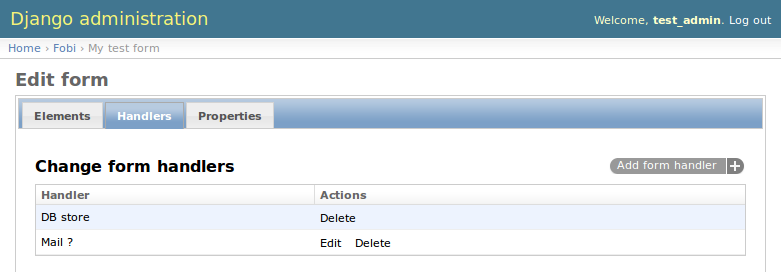 Django administration
Welcome, test_admin. Log out
Home › Fobi › My test form
Edit form
Elements Handlers Properties
Change form handlers
Add form handler +
Handler Actions
DB store Delete
Mail ? Edit Delete